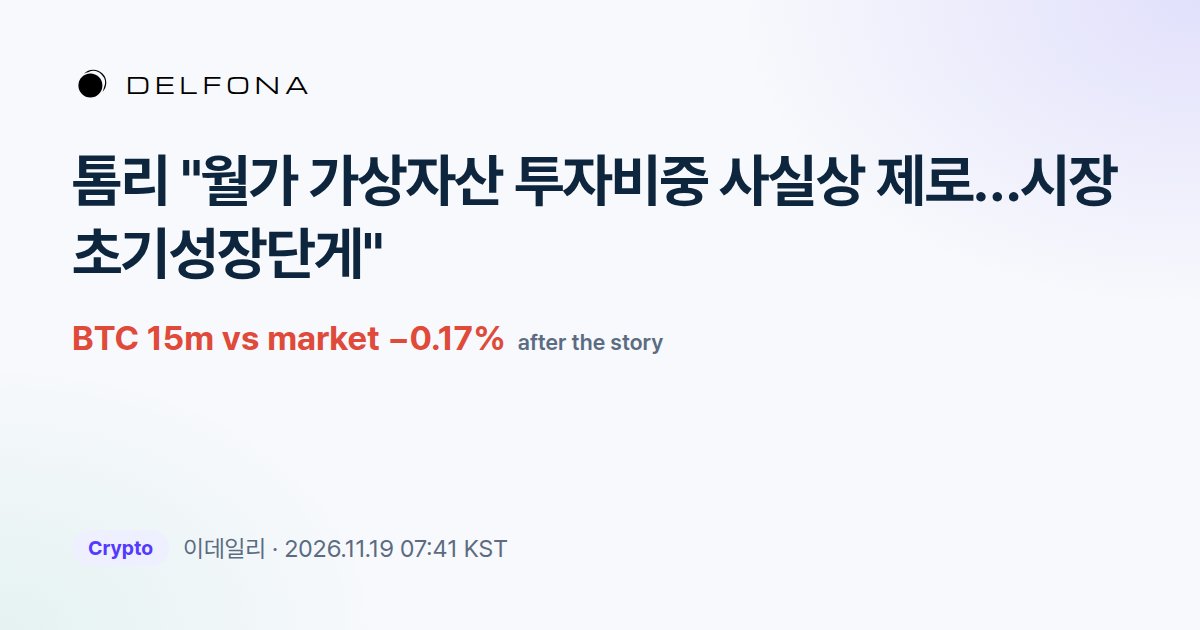 DELFONA
톰리 "월가 가상자산 투자비중 사실상 제로...시장
초기성장단게"
BTC 15m vs market −0.17% after the story
Crypto 이데일리 · 2026.11.19 07:41 KST